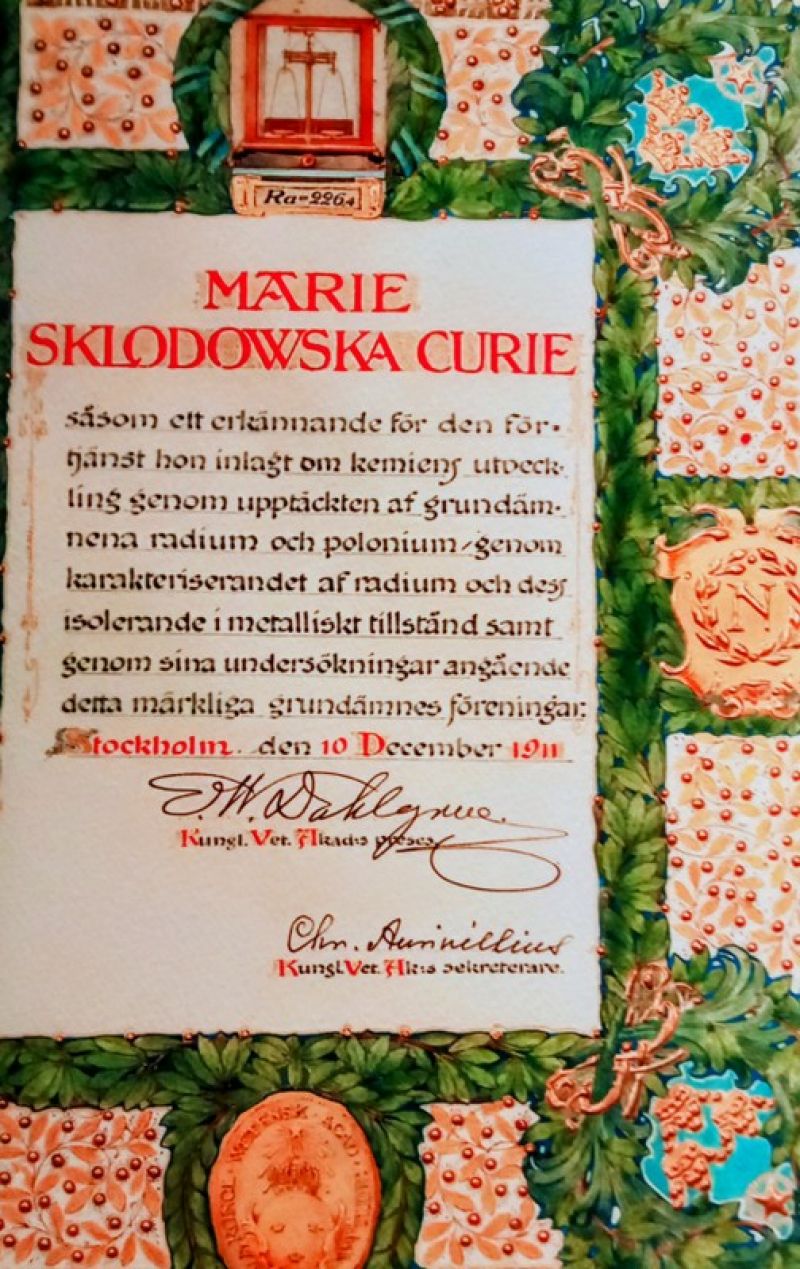 Ra=226,4
MARIE
SKLODOWSKA CURIE
såsom ett erkännande för den för-
tjänst hon inlagt om kemiens utveck-
ling genom upptäckten af grundäm-
nena radium och polonium, genom
karakteriserandet af radium och dess
isolerande i metalliskt tillstånd samt
genom sina undersökningar angående
detta märkliga grundämnes föreningar.
Stockholm. den 10 December 1911
E.W. Dahlgren.
Kungl. Vet. Akad:s preses.
Chr. Aurivillius
Kungl. Vet. Ak:s sekreterare.
N